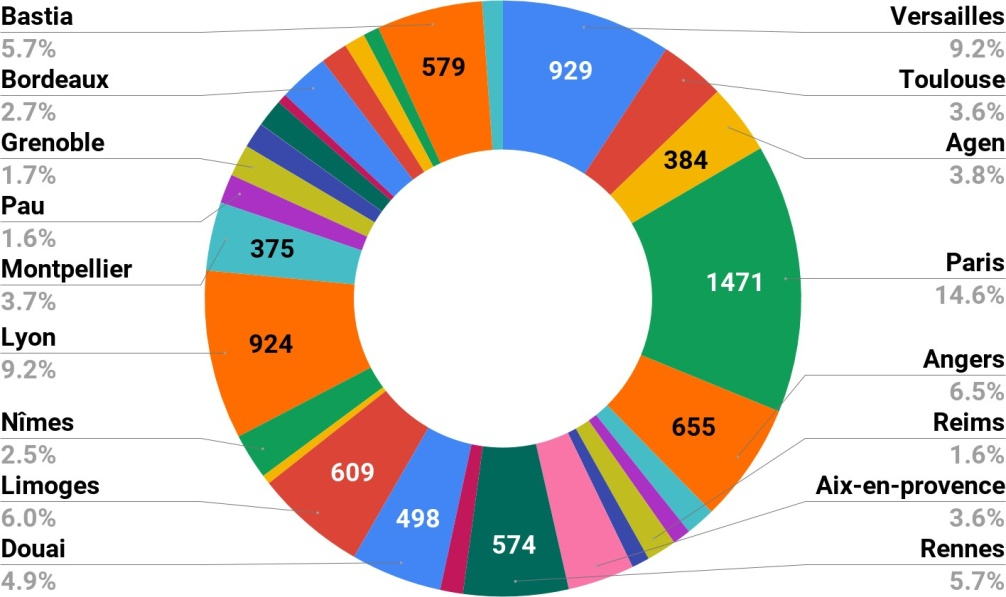 Bastia
5.7%
Bordeaux
2.7%
Grenoble
1.7%
Pau
1.6%
Montpellier
3.7%
Lyon
9.2%
Nîmes
2.5%
Limoges
6.0%
Douai
4.9%
579
929
384
1471
655
574
498
609
924
375
Versailles
9.2%
Toulouse
3.6%
Agen
3.8%
Paris
14.6%
Angers
6.5%
Reims
1.6%
Aix-en-provence
3.6%
Rennes
5.7%